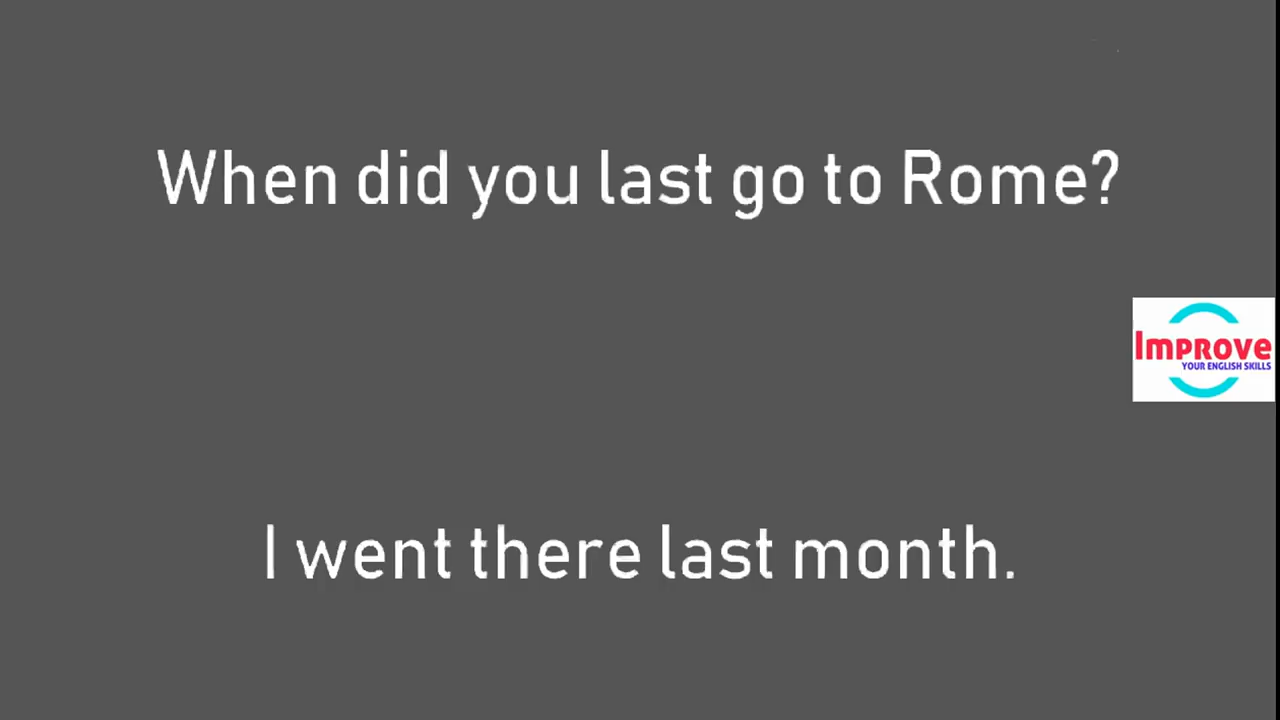 When did you last go to Rome?
Improve
YOUR ENGLISH SKILLS
I went there last month.